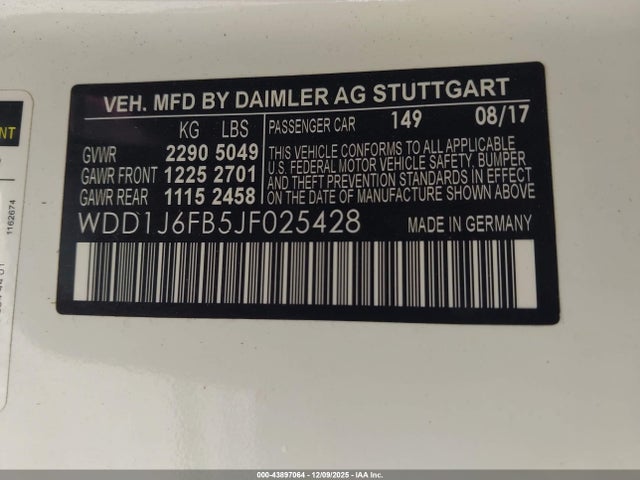 VEH. MFD BY DAIMLER AG STUTTGART
KG LBS
GVWR 2290 5049
GAWR FRONT 1225 2701
GAWR REAR 1115 2458
PASSENGER CAR 149 08/17
THIS VEHICLE CONFORMS TO ALL APPLICABLE
U.S. FEDERAL MOTOR VEHICLE SAFETY, BUMPER
AND THEFT PREVENTION STANDARDS IN EFFECT
ON THE DATE OF MANUFACTURE SHOWN ABOVE.
WDD1J6FB5JF025428
MADE IN GERMANY
1162674
000-43897064 - 12/09/2025 - IAA Inc.